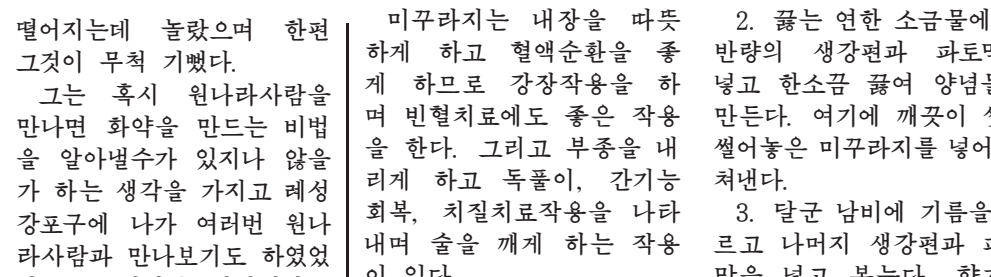 떨어지는데 놀랐으며 한편
그것이 무척 기뻤다.
그는 혹시 원나라사람을
만나면 화약을 만드는 비법
을 알아낼수가 있지나 않을
가 하는 생각을 가지고 례성
강포구에 나가 여러번 원나
라사람과 만나보기도 하였었
미꾸라지는 내장을 따뜻
하게 하고 혈액순환을 좋
게 하므로 강장작용을 하
며 빈혈치료에도 좋은 작용
을 한다. 그리고 부종을 내
리게 하고 독풀이, 간기능
회복, 치질치료작용을 나타
내며 술을 깨게 하는 작용
이 있다.
2. 끓는 연한 소금물에
반량의 생강편과
넣고 한소끔 끓여
만든다. 여기에 깨끗이
썰어놓은 미꾸라지를 넣어
쳐낸다.
3. 달군 남비에 기름을
르고 나머지 생강편과